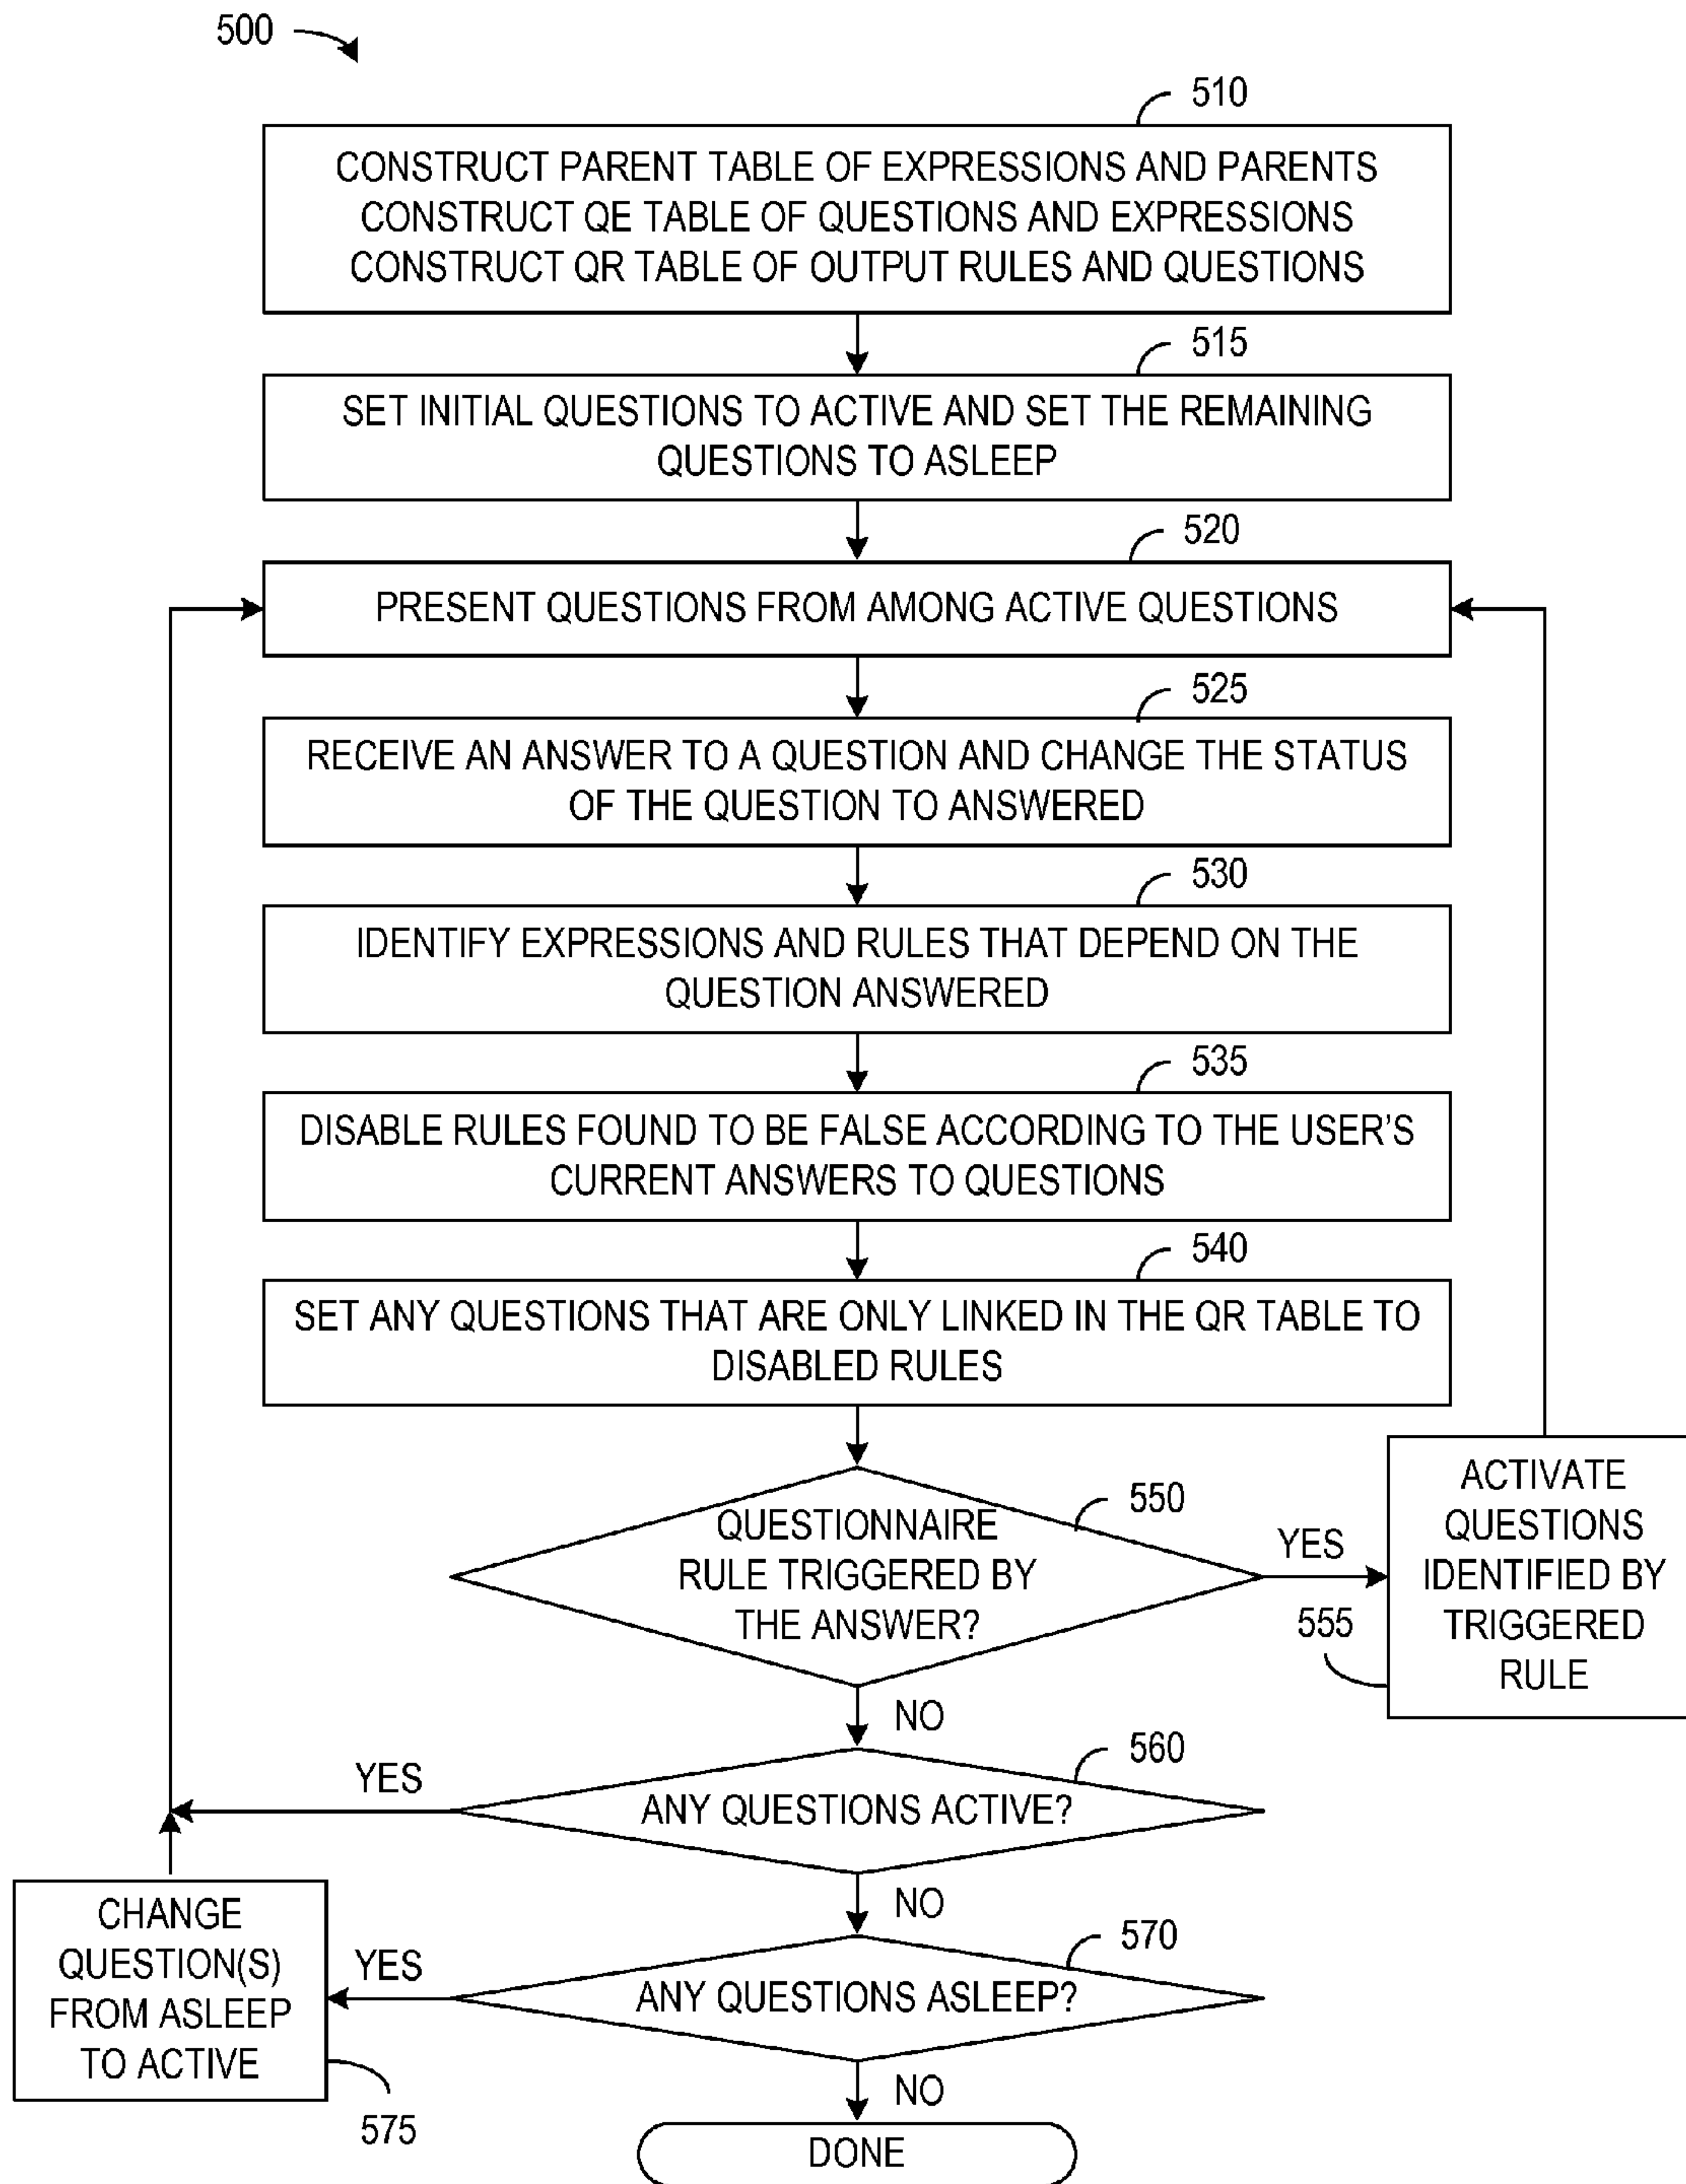 500
510
CONSTRUCT PARENT TABLE OF EXPRESSIONS AND PARENTS
CONSTRUCT QE TABLE OF QUESTIONS AND EXPRESSIONS
CONSTRUCT QR TABLE OF OUTPUT RULES AND QUESTIONS
515
SET INITIAL QUESTIONS TO ACTIVE AND SET THE REMAINING
QUESTIONS TO ASLEEP
520
PRESENT QUESTIONS FROM AMONG ACTIVE QUESTIONS
525
RECEIVE AN ANSWER TO A QUESTION AND CHANGE THE STATUS
OF THE QUESTION TO ANSWERED
530
IDENTIFY EXPRESSIONS AND RULES THAT DEPEND ON THE
QUESTION ANSWERED
535
DISABLE RULES FOUND TO BE FALSE ACCORDING TO THE USER'S
CURRENT ANSWERS TO QUESTIONS
540
SET ANY QUESTIONS THAT ARE ONLY LINKED IN THE QR TABLE TO
DISABLED RULES
550
QUESTIONNAIRE
RULE TRIGGERED BY
THE ANSWER?
YES
555
ACTIVATE
QUESTIONS
IDENTIFIED BY
TRIGGERED
RULE
NO
560
ANY QUESTIONS ACTIVE?
YES
NO
570
ANY QUESTIONS ASLEEP?
YES
CHANGE
QUESTION(S)
FROM ASLEEP
TO ACTIVE
575
NO
DONE